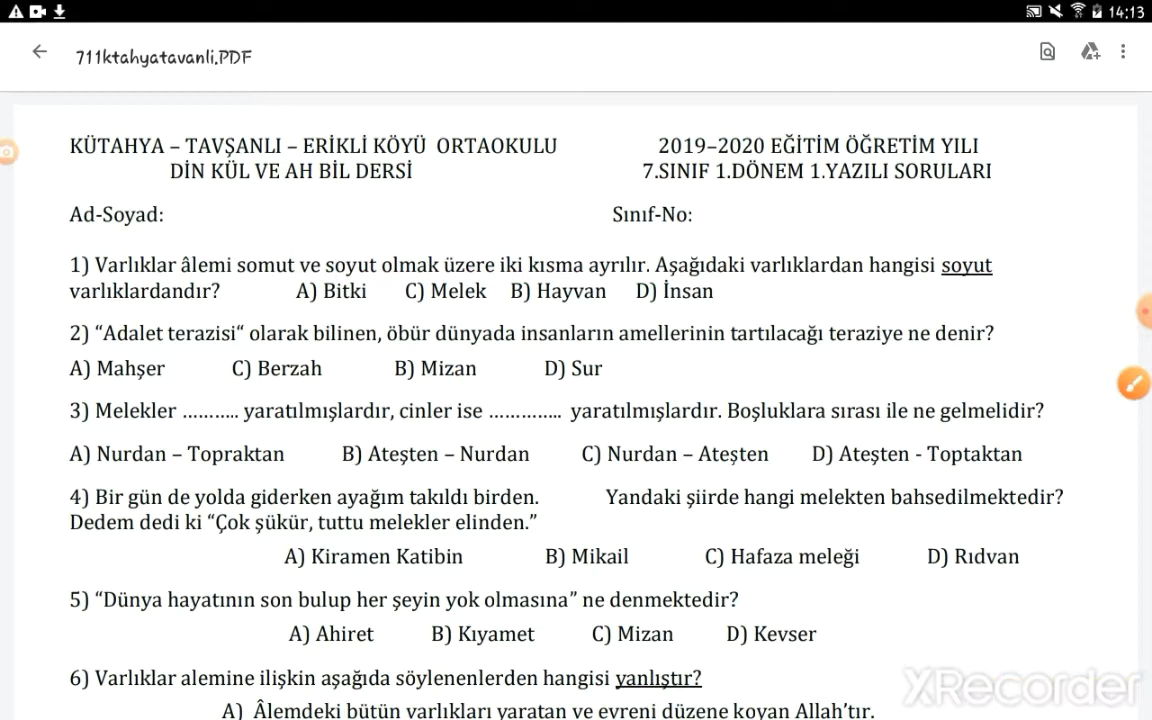 14:13
711ktahyatavanli.PDF
KÜTAHYA – TAVŞANLI – ERİKLİ KÖYÜ ORTAOKULU 2019–2020 EĞİTİM ÖĞRETİM YILI
DİN KÜL VE AH BİL DERSİ 7.SINIF 1.DÖNEM 1.YAZILI SORULARI
Ad-Soyad: Sınıf-No:
1) Varlıklar âlemi somut ve soyut olmak üzere iki kısma ayrılır. Aşağıdaki varlıklardan hangisi soyut
varlıklardandır? A) Bitki C) Melek B) Hayvan D) İnsan
2) “Adalet terazisi“ olarak bilinen, öbür dünyada insanların amellerinin tartılacağı teraziye ne denir?
A) Mahşer C) Berzah B) Mizan D) Sur
3) Melekler ……….. yaratılmışlardır, cinler ise ………….. yaratılmışlardır. Boşluklara sırası ile ne gelmelidir?
A) Nurdan – Topraktan B) Ateşten – Nurdan C) Nurdan – Ateşten D) Ateşten - Toptaktan
4) Bir gün de yolda giderken ayağım takıldı birden. Yandaki şiirde hangi melekten bahsedilmektedir?
Dedem dedi ki “Çok şükür, tuttu melekler elinden.”
A) Kiramen Katibin B) Mikail C) Hafaza meleği D) Rıdvan
5) “Dünya hayatının son bulup her şeyin yok olmasına” ne denmektedir?
A) Ahiret B) Kıyamet C) Mizan D) Kevser
6) Varlıklar alemine ilişkin aşağıda söylenenlerden hangisi yanlıştır?
A) Âlemdeki bütün varlıkları yaratan ve evreni düzene koyan Allah’tır.
XRecorder